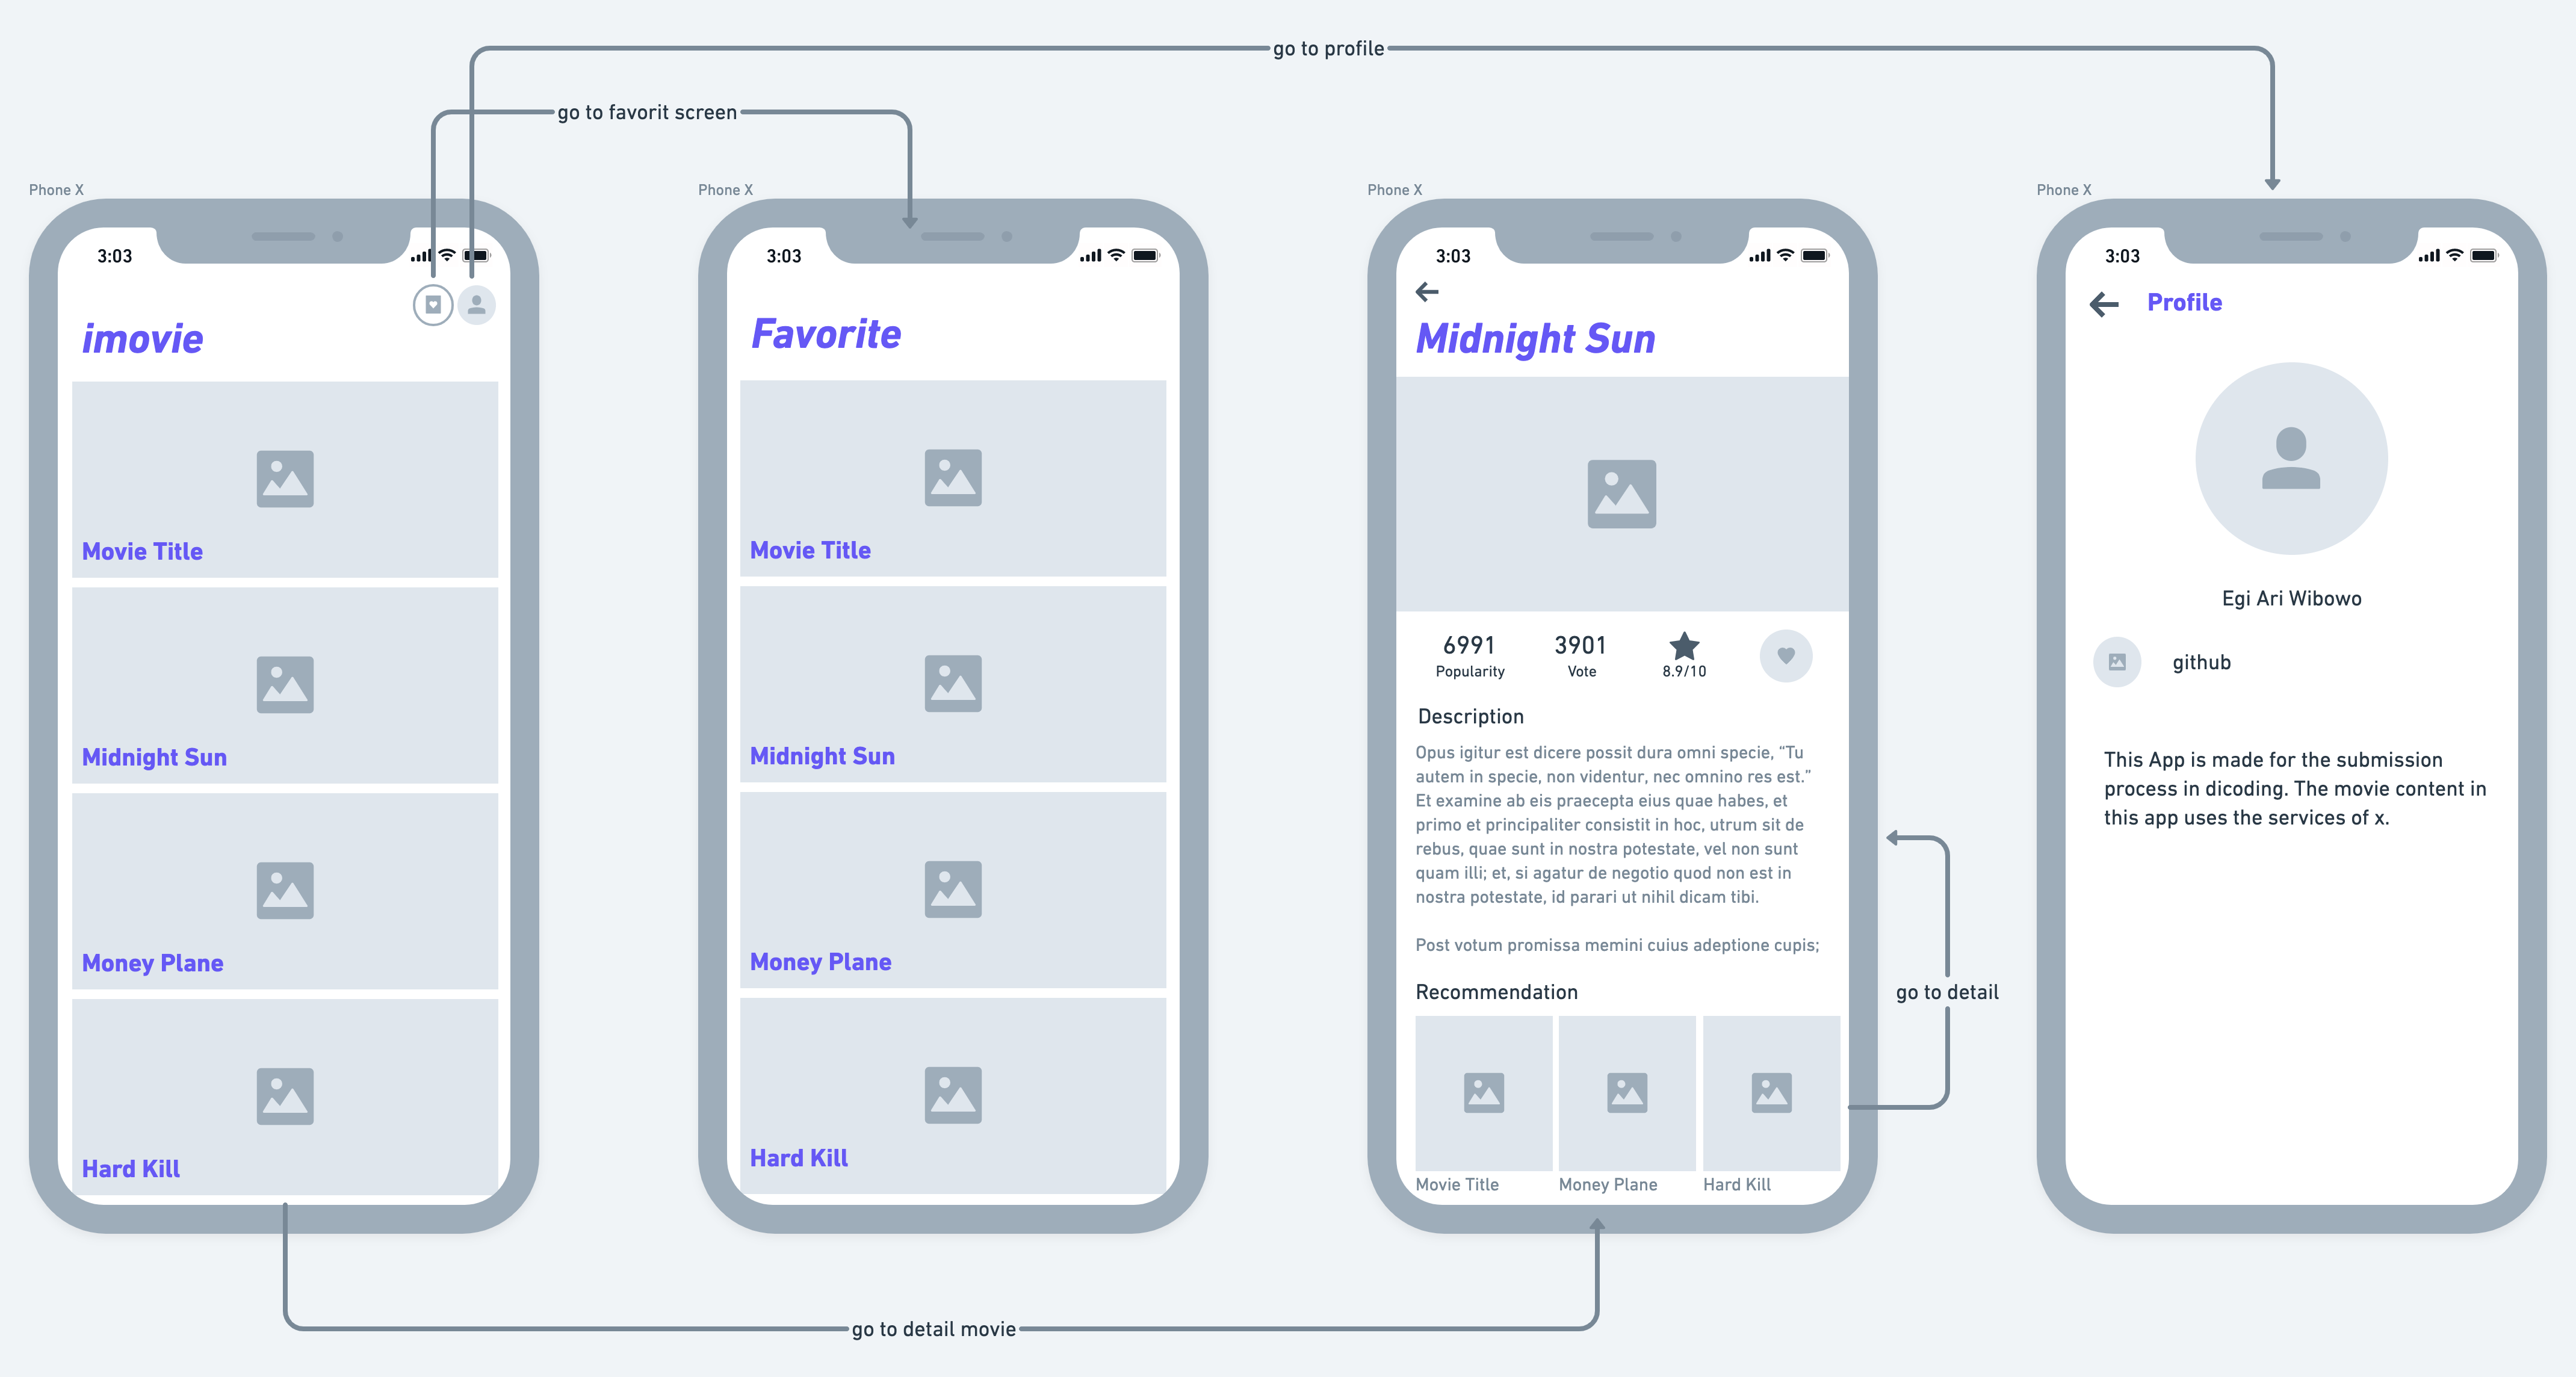 go to profile
go to favorit screen
Phone X
3:03
imovie
Movie Title
Midnight Sun
Money Plane
Hard Kill
Phone X
3:03
Favorite
Movie Title
Midnight Sun
Money Plane
Hard Kill
Phone X
3:03
Midnight Sun
6991
Popularity
3901
Vote
8.9/10
Description
Opus igitur est dicere possit dura omni specie, “Tu
autem in specie, non videntur, nec omnino res est.”
Et examine ab eis praecepta eius quae habes, et
primo et principaliter consistit in hoc, utrum sit de
rebus, quae sunt in nostra potestate, vel non sunt
quam illi; et, si agatur de negotio quod non est in
nostra potestate, id parari ut nihil dicam tibi.
Post votum promissa memini cuius adeptione cupis;
Recommendation
Movie Title
Money Plane
Hard Kill
go to detail
Phone X
3:03
Profile
Egi Ari Wibowo
github
This App is made for the submission
process in dicoding. The movie content in
this app uses the services of x.
go to detail movie